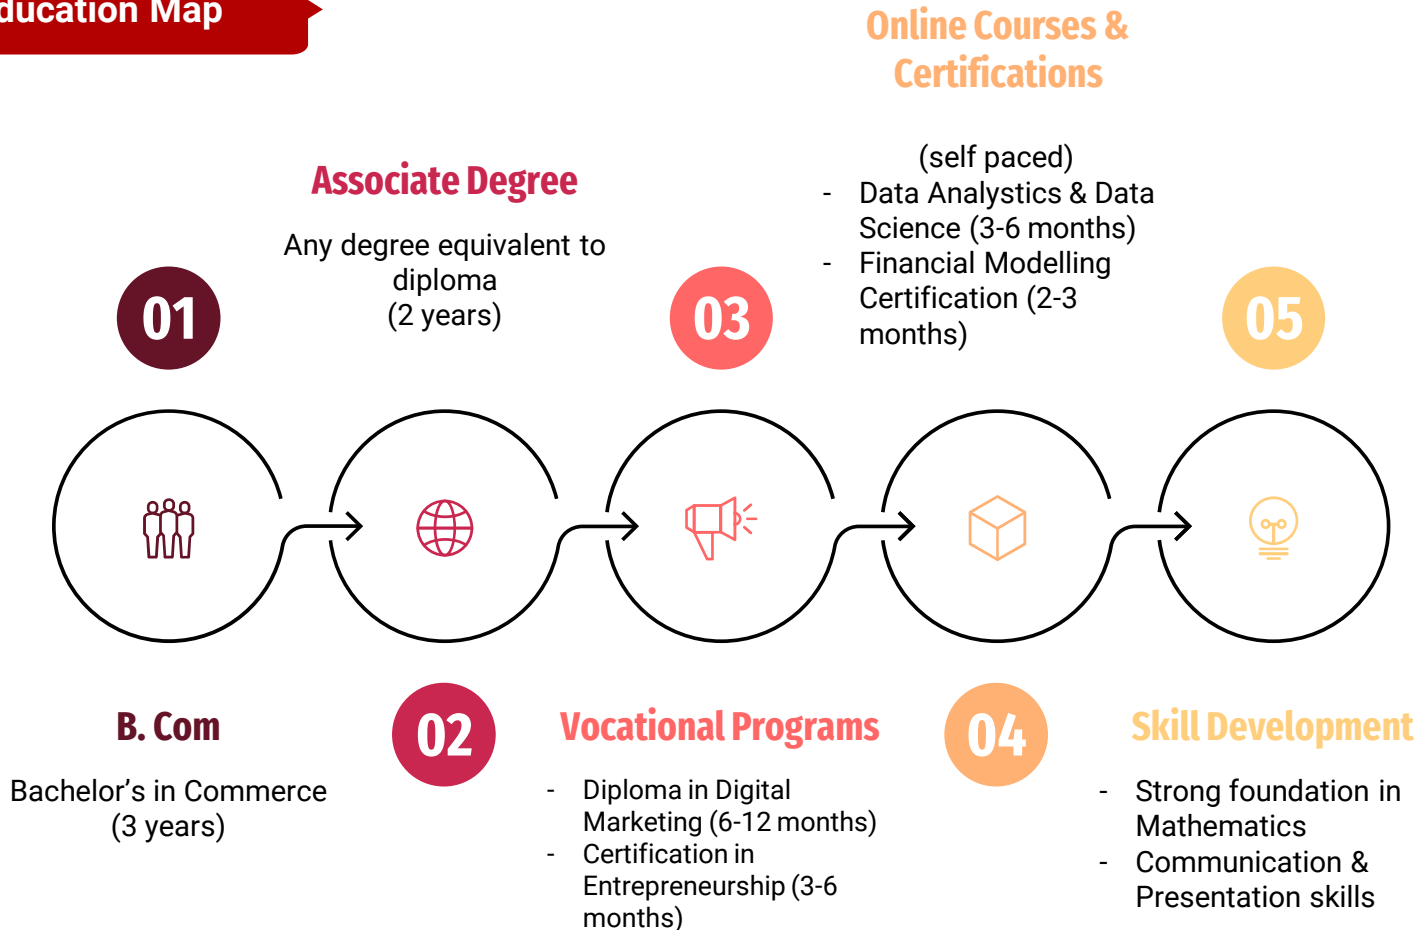 ducation Map
01
B. Com
Bachelor’s in Commerce
(3 years)
Associate Degree
Any degree equivalent to
diploma
(2 years)
02
03
Vocational Programs
- Diploma in Digital
Marketing (6-12 months)
- Certification in
Entrepreneurship (3-6
months)
Online Courses &
Certifications
(self paced)
- Data Analystics & Data
Science (3-6 months)
- Financial Modelling
Certification (2-3
months)
04
05
Skill Development
- Strong foundation in
Mathematics
- Communication &
Presentation skills